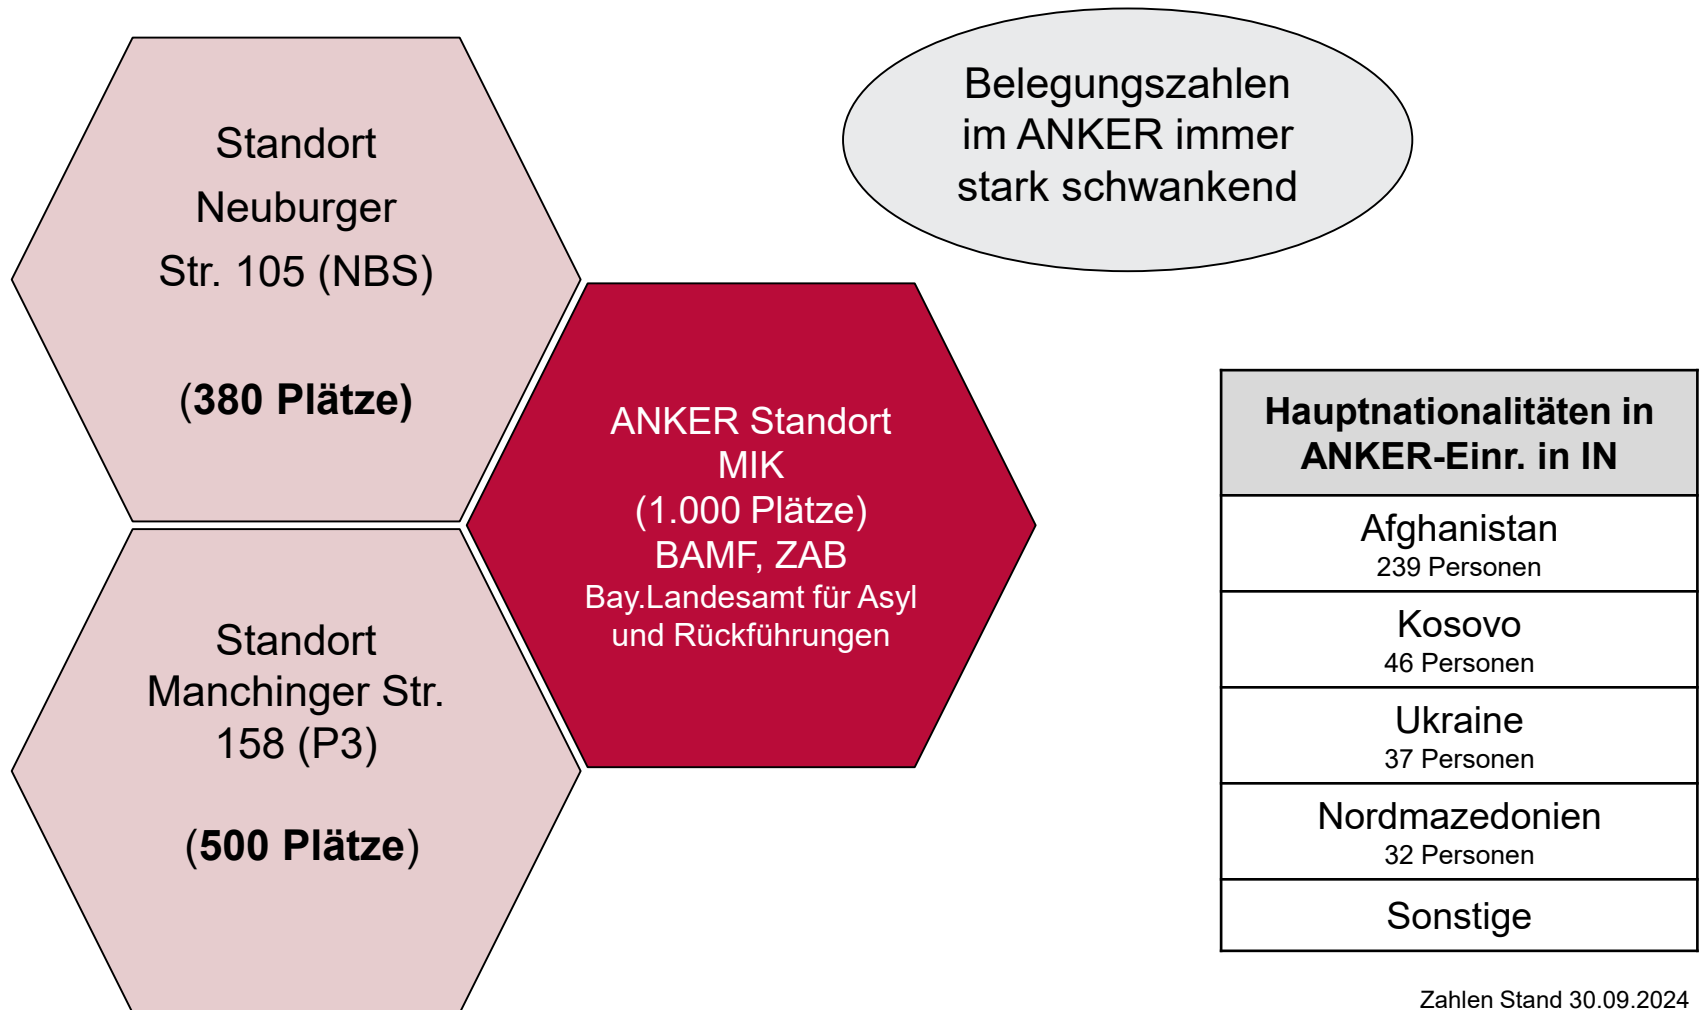 Standort
Neuburger
Str. 105 (NBS)
(380 Plätze)
Standort
Manchinger Str.
158 (P3)
(500 Plätze)
ANKER Standort
MIK
(1.000 Plätze)
BAMF, ZAB
Bay.Landesamt für Asyl
und Rückführungen
Belegungszahlen
im ANKER immer
stark schwankend
Hauptnationalitäten in
ANKER-Einr. in IN
Afghanistan
239 Personen
Kosovo
46 Personen
Ukraine
37 Personen
Nordmazedonien
32 Personen
Sonstige
Zahlen Stand 30.09.2024